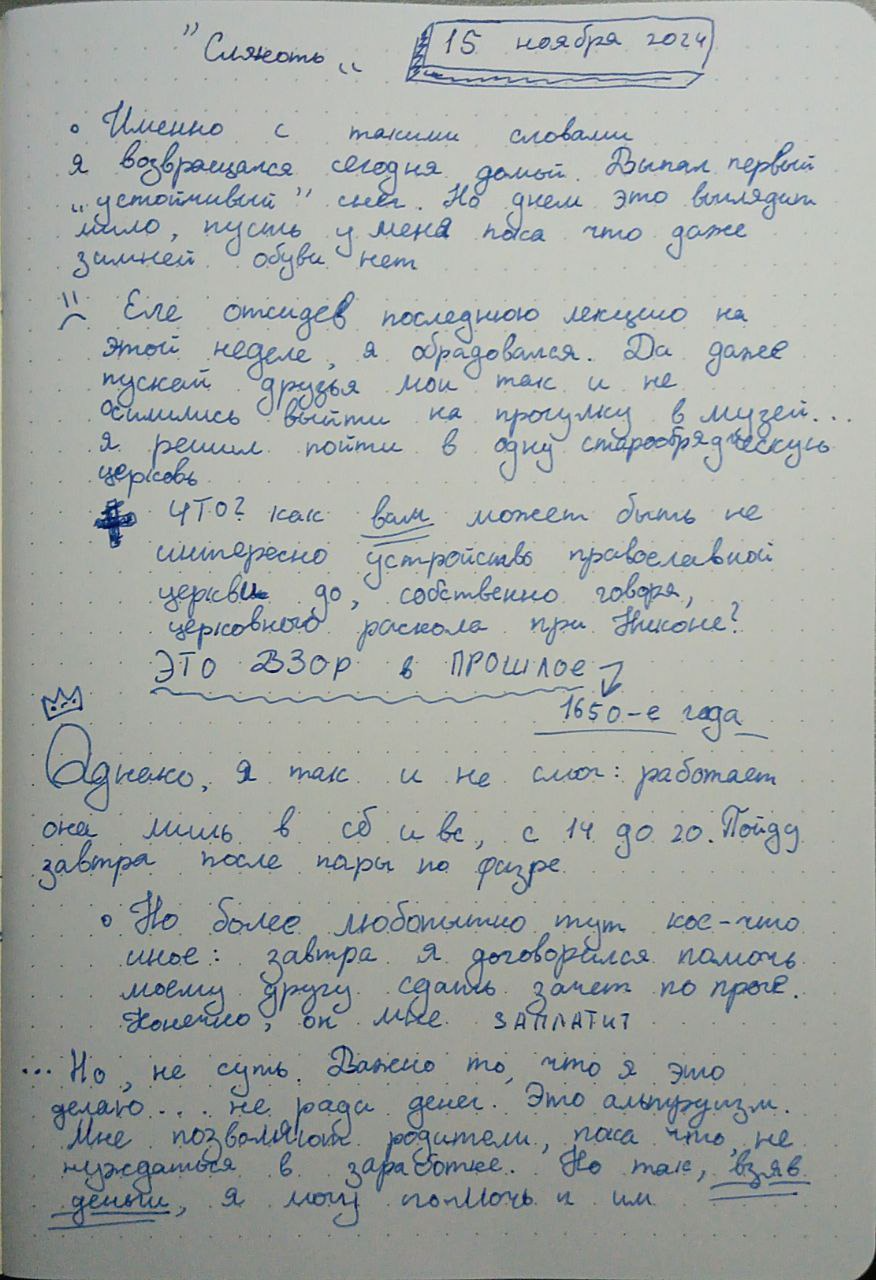 "Слякоть"
15 ноября 2024
• Именно с такими словами
я возвращался сегодня домой. Выпал первый
„устойчивый" снег. Но днем это выглядит
мило, пусть у меня пока что даже
зимней обуви нет
Еле отсидев последнюю лекцию на
этой неделе, я обрадовался. Да даже
пускай друзья мои так и не
осилились выйти на прогулку в музей...
я решил пойти в одну старообрядческую
церковь
ЧТО? как вам может быть не
интересно устройство православной
церкви до, собственно говоря,
церковного раскола при Никоне?
ЭТО ВЗОР в ПРОШЛОЕ
1650-е года
Однако, я так и не смог: работает
она лишь в сб и вс, с 14 до 20. Пойду
завтра после пары по физре
• Но более любопытно тут кое-что
иное: завтра я договорился помочь
моему другу сдать зачет по проге.
Конечно, он мне ЗАПЛАТИТ
... Но, не суть. Важно то, что я это
делаю... не ради денег. Это альтруизм.
Мне позволяют родители, пока что, не
нуждаться в заработке. Но так, взяв
деньги, я могу помочь и им